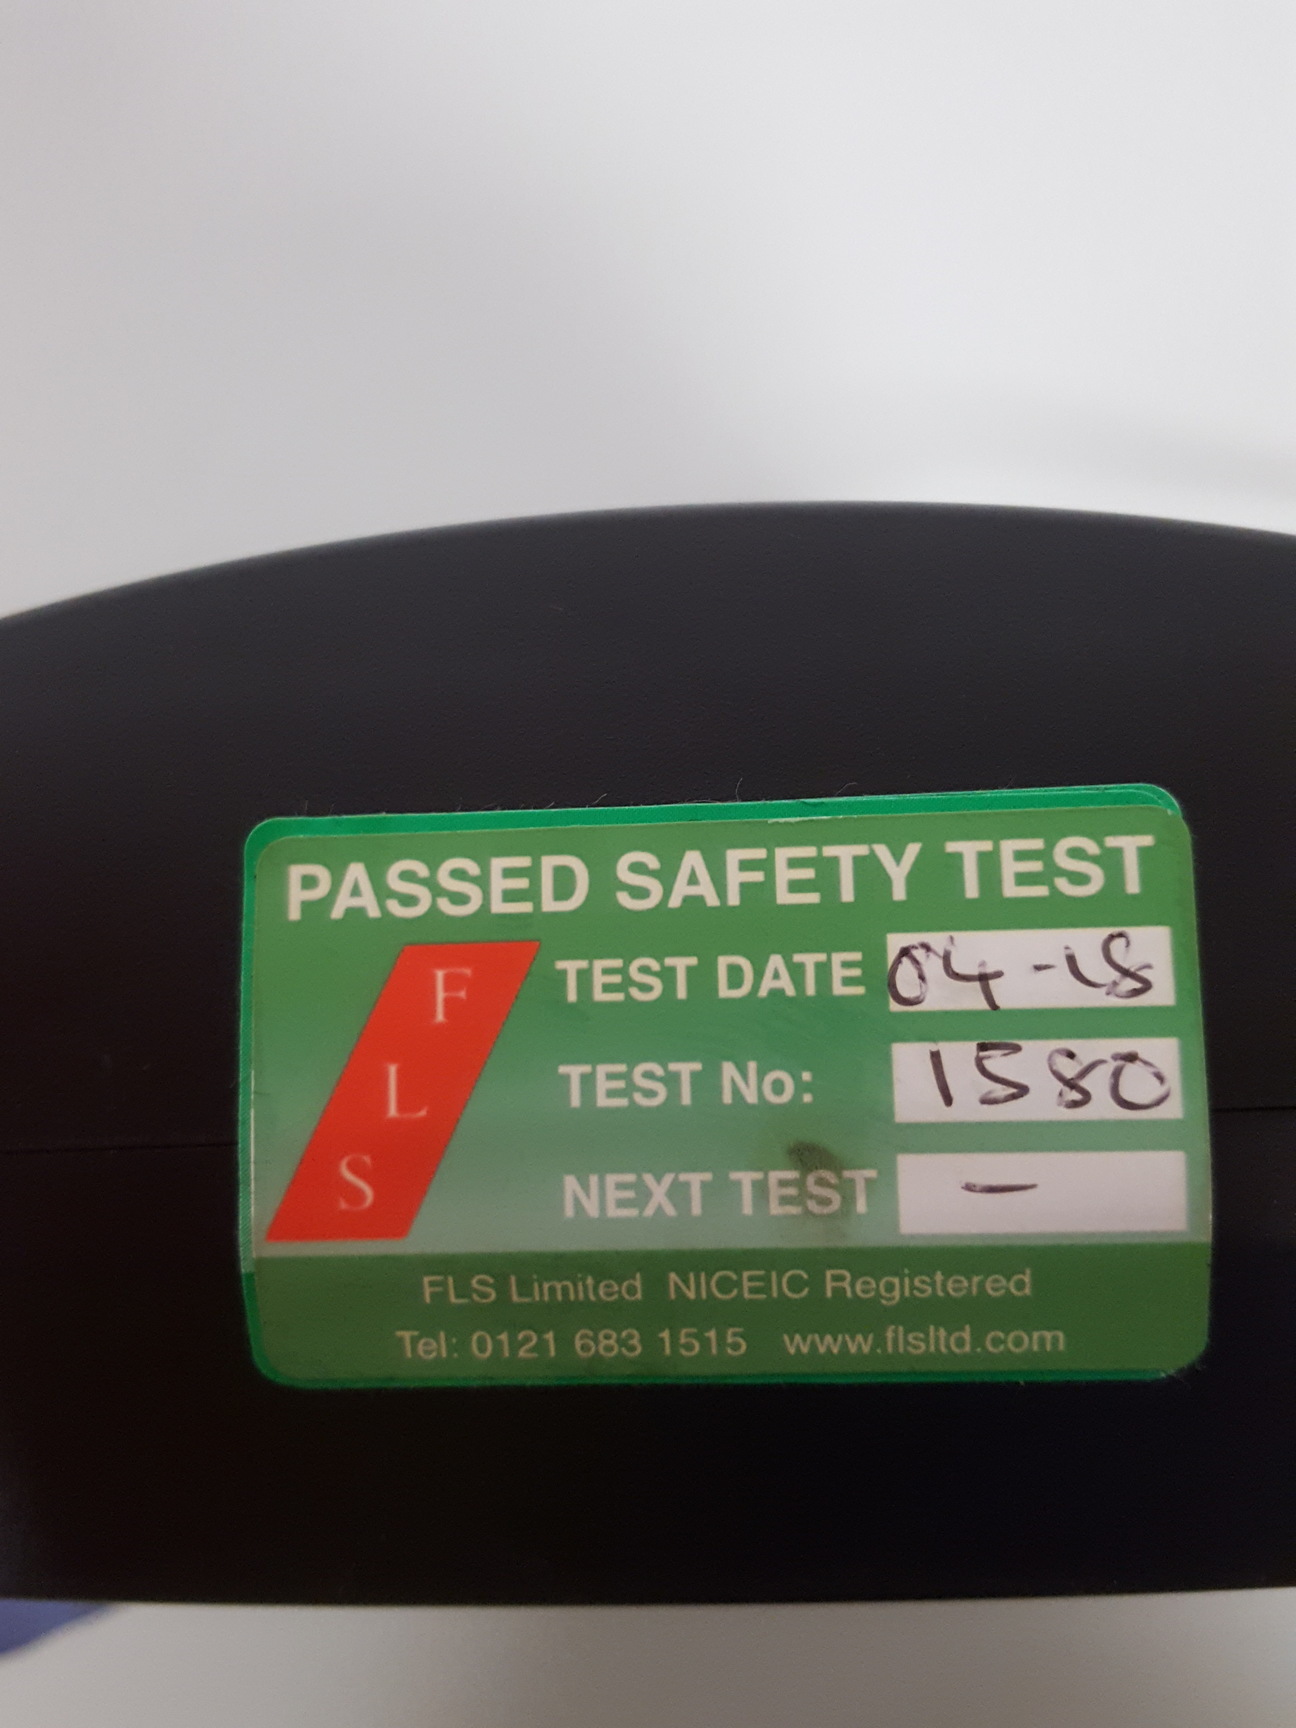 PASSED SAFETY TEST
F
L
S
TEST DATE 04-18
TEST No: 1580
NEXT TEST -
FLS Limited NICEIC Registered
Tel: 0121 683 1515 www.flsltd.com